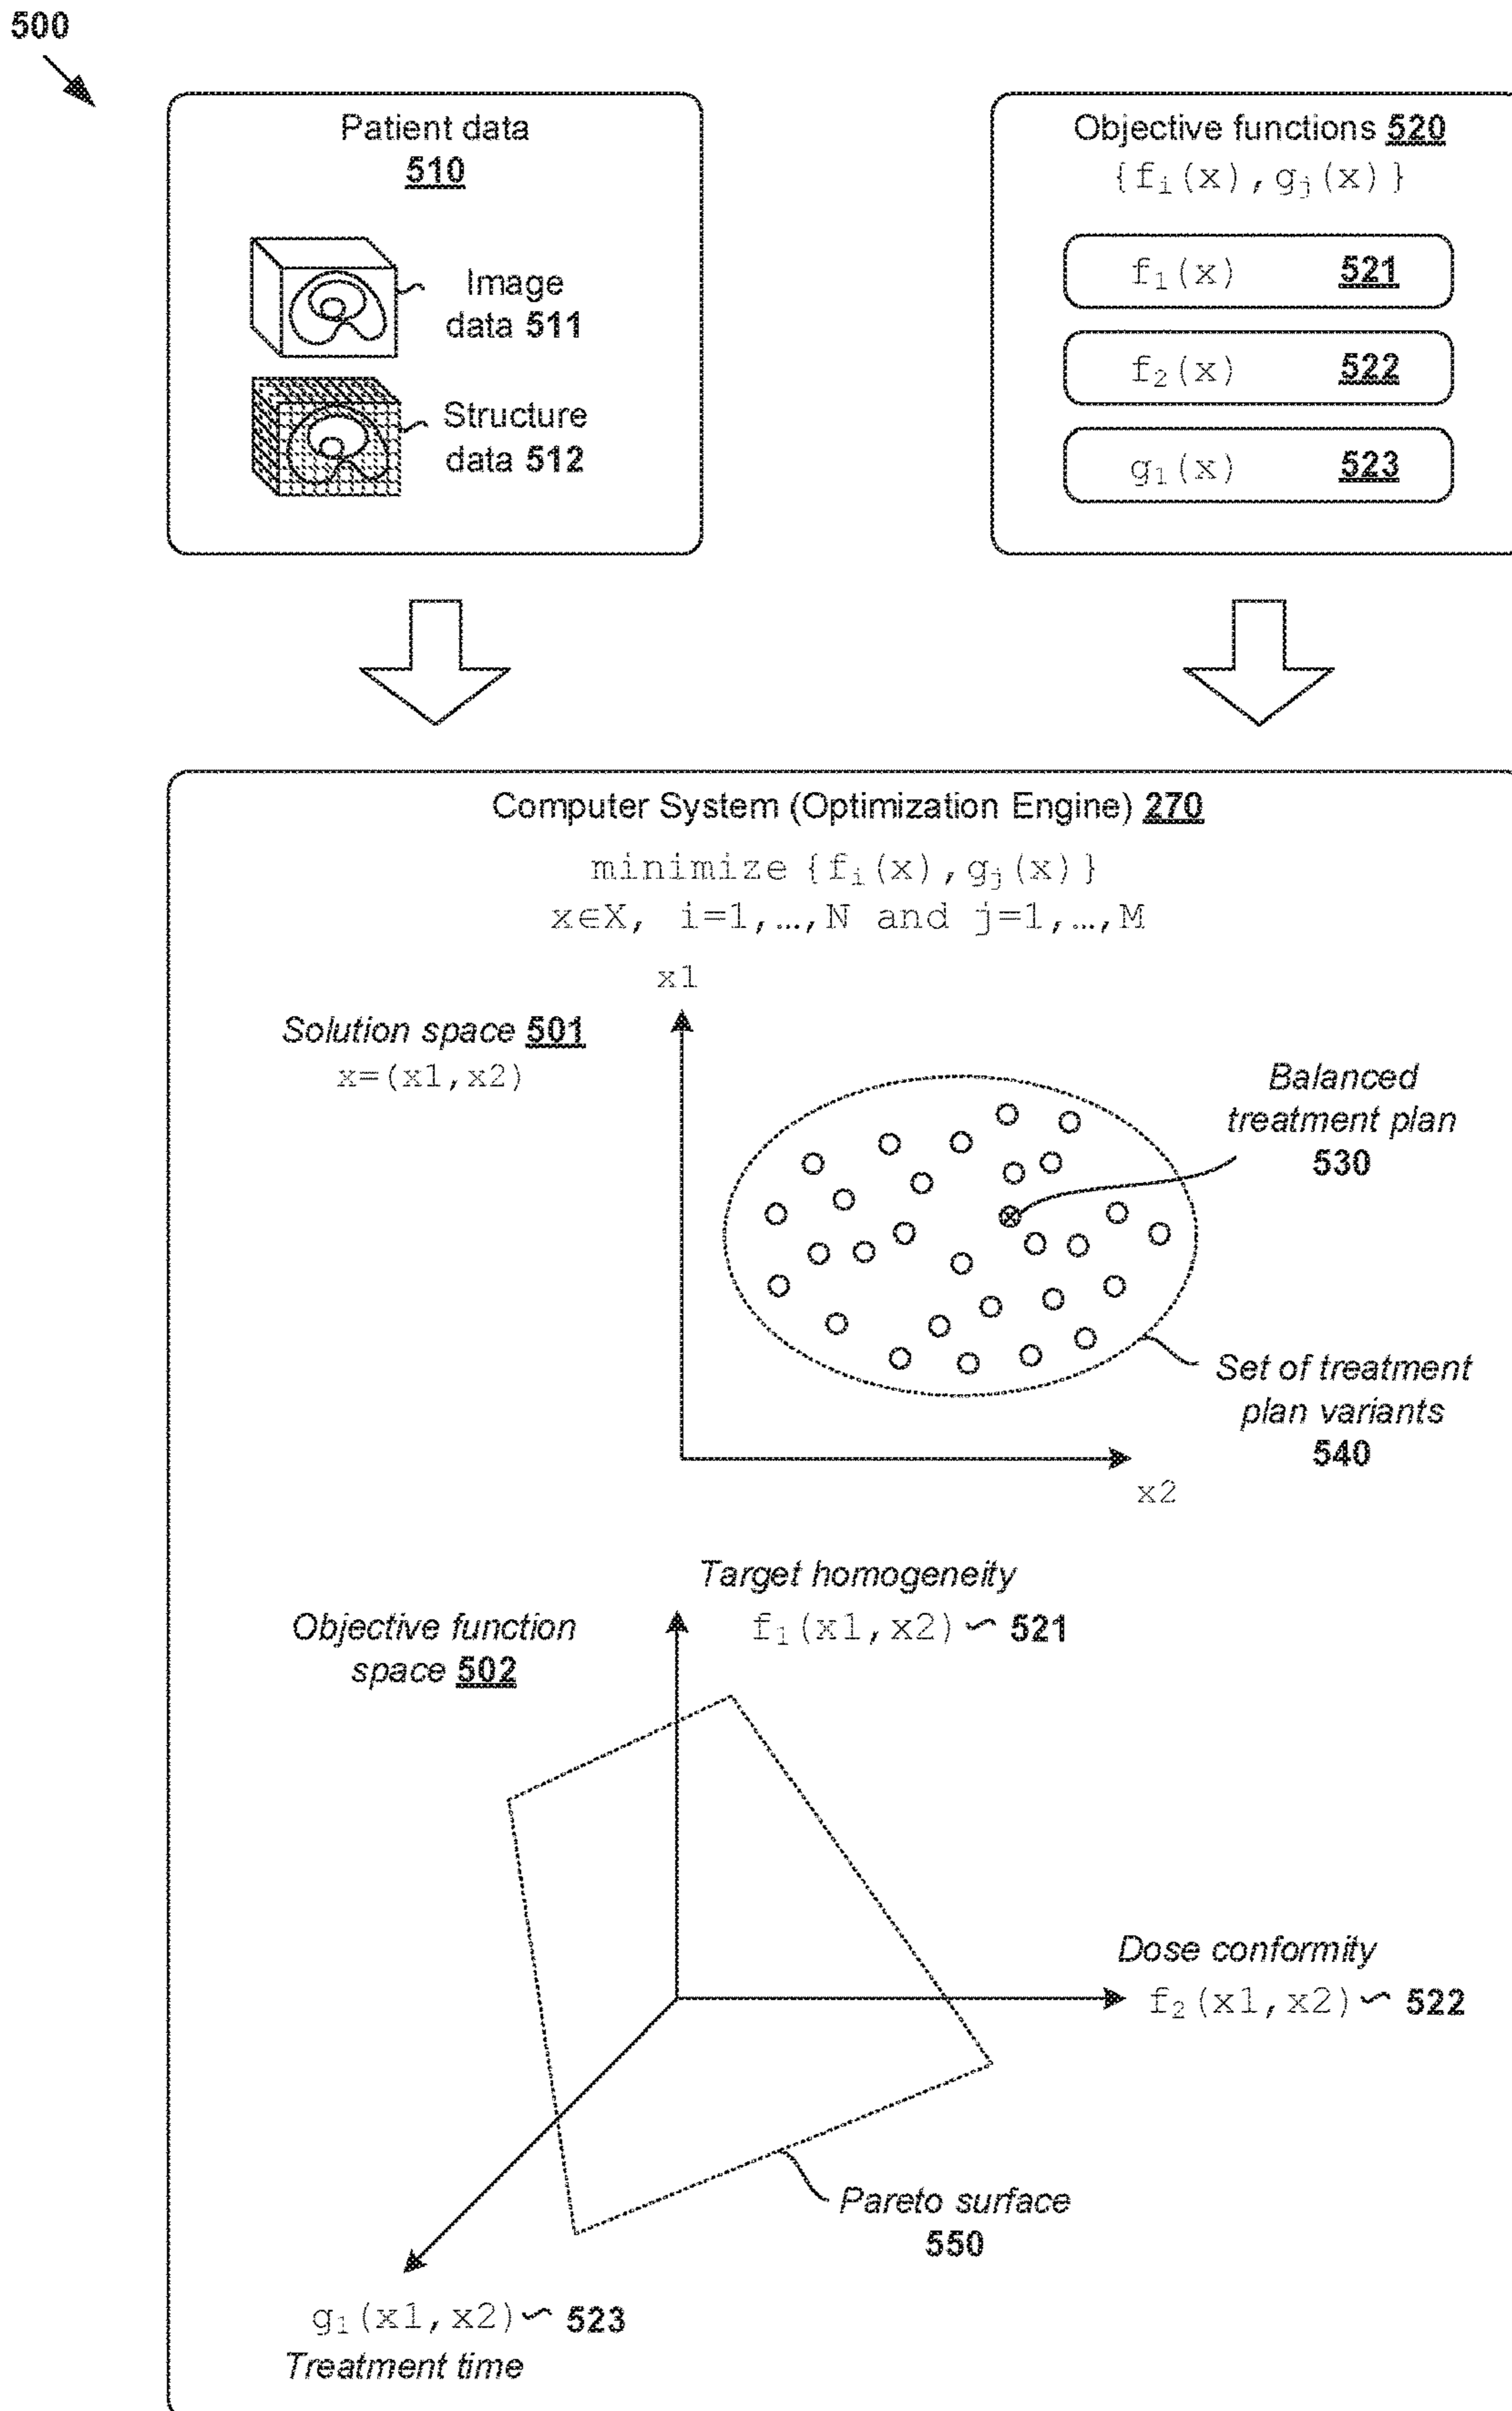 500
Patient data
510
Image
data 511
Structure
data 512
Objective functions 520
{fᵢ(x),gⱼ(x)}
f₁(x) 521
f₂(x) 522
g₁(x) 523
Computer System (Optimization Engine) 270
minimize {fᵢ(x),gⱼ(x)}
x∈X, i=1,…,N and j=1,…,M
x1
Solution space 501
x=(x1,x2)
Balanced
treatment plan
530
Set of treatment
plan variants
540
x2
Target homogeneity
f₁(x1,x2) 521
Objective function
space 502
Dose conformity
f₂(x1,x2) 522
Pareto surface
550
g₁(x1,x2) 523
Treatment time